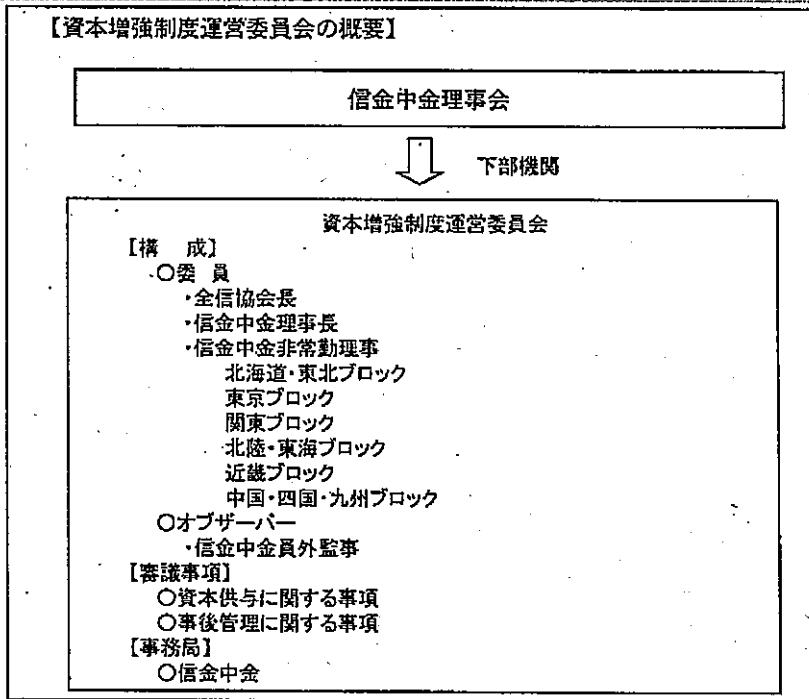 【資本増強制度運営委員会の概要】
信金中金理事会
下部機関
資本増強制度運営委員会
【構　成】
○委　員
・全信協会長
・信金中金理事長
・信金中金非常勤理事
北海道・東北ブロック
東京ブロック
関東ブロック
北陸・東海ブロック
近畿ブロック
中国・四国・九州ブロック
○オブザーバー
・信金中金員外監事
【審議事項】
○資本供与に関する事項
○事後管理に関する事項
【事務局】
○信金中金